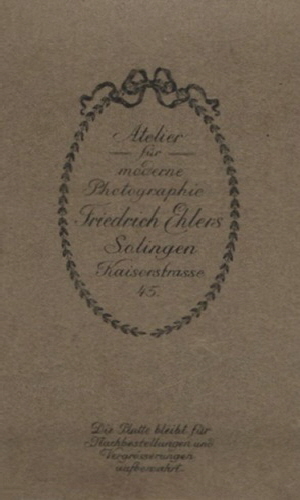 Atelier
für
moderne
Photographie
Friedrich Ehlers
Solingen
Kaiserstrasse
45.
Die Platte bleibt für
Nachbestellungen und
Vergrösserungen
aufbewahrt.